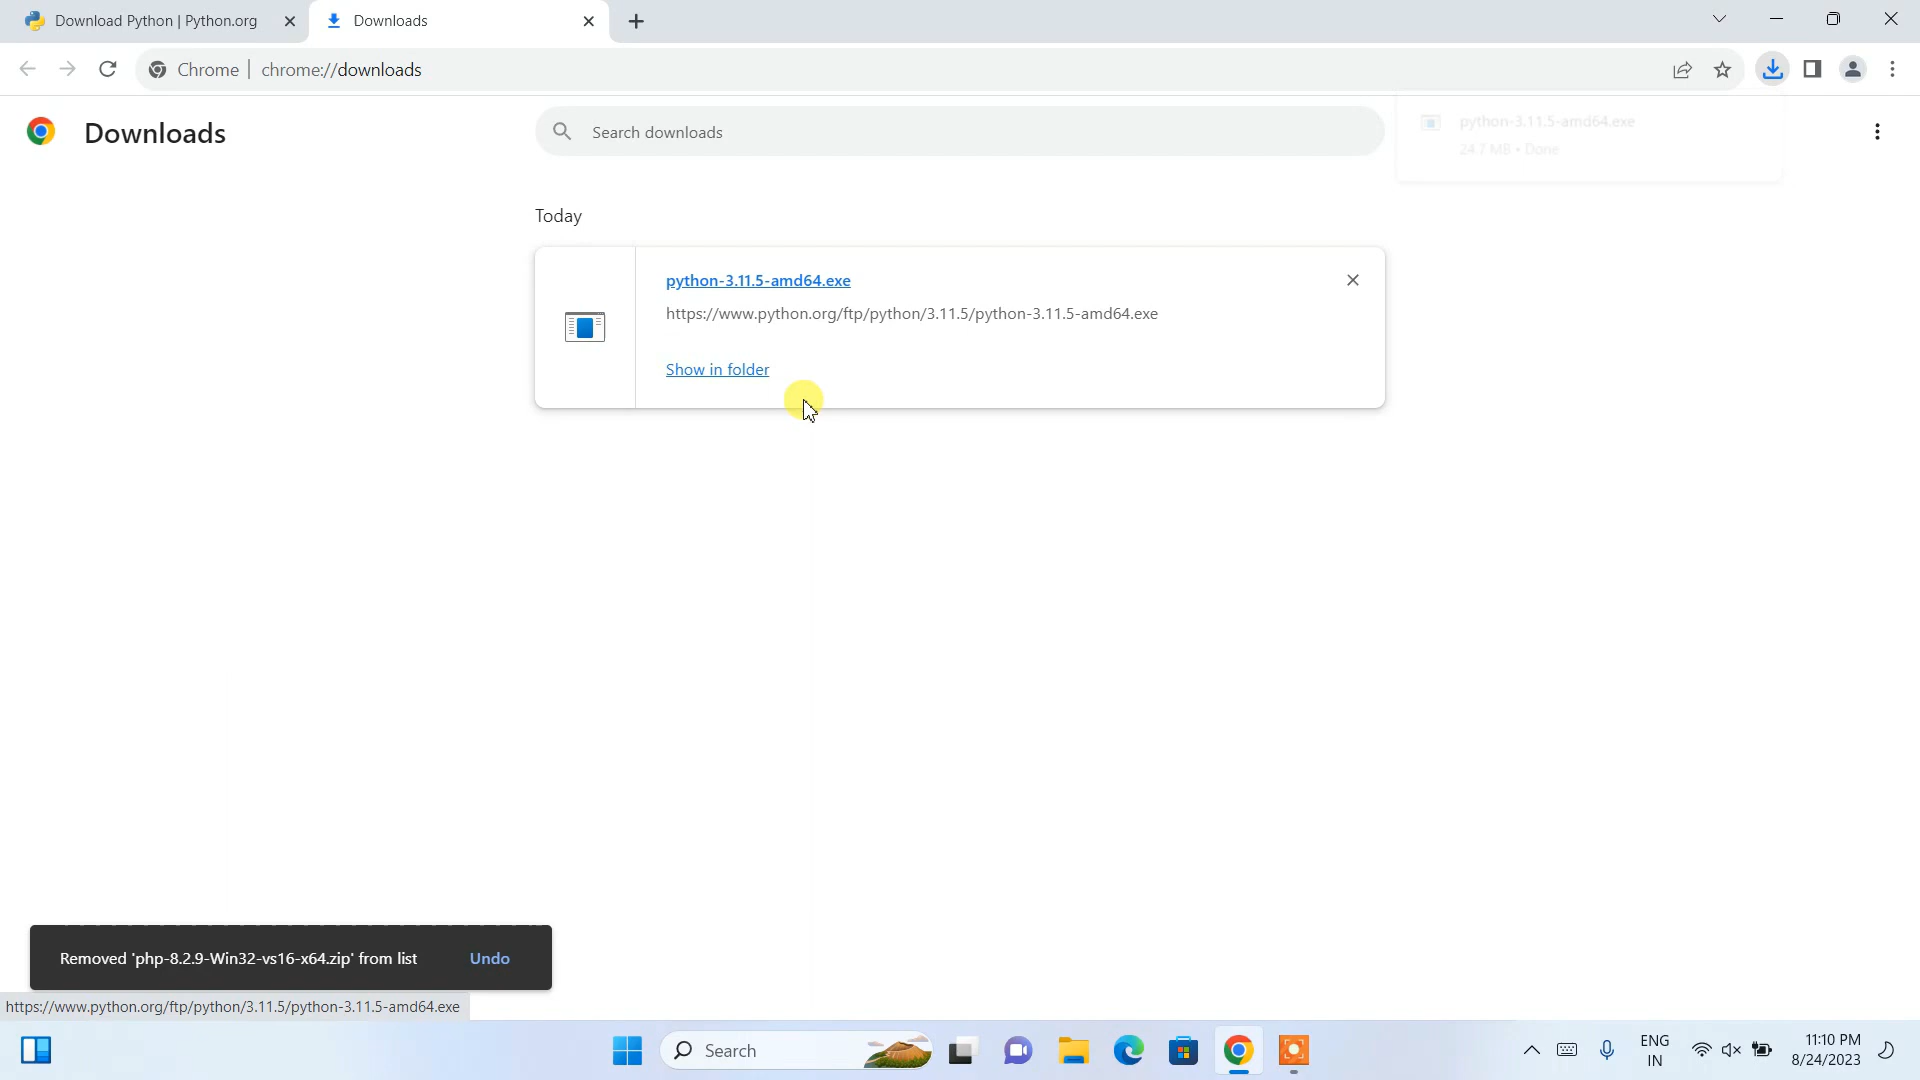 Download Python | Python.org
Downloads
Chrome
chrome://downloads
Downloads
Search downloads
python-3.11.5-amd64.exe
24.7 MB • Done
Today
python-3.11.5-amd64.exe
https://www.python.org/ftp/python/3.11.5/python-3.11.5-amd64.exe
Show in folder
Removed 'php-8.2.9-Win32-vs16-x64.zip' from list
Undo
https://www.python.org/ftp/python/3.11.5/python-3.11.5-amd64.exe
Search
ENG
IN
11:10 PM
8/24/2023